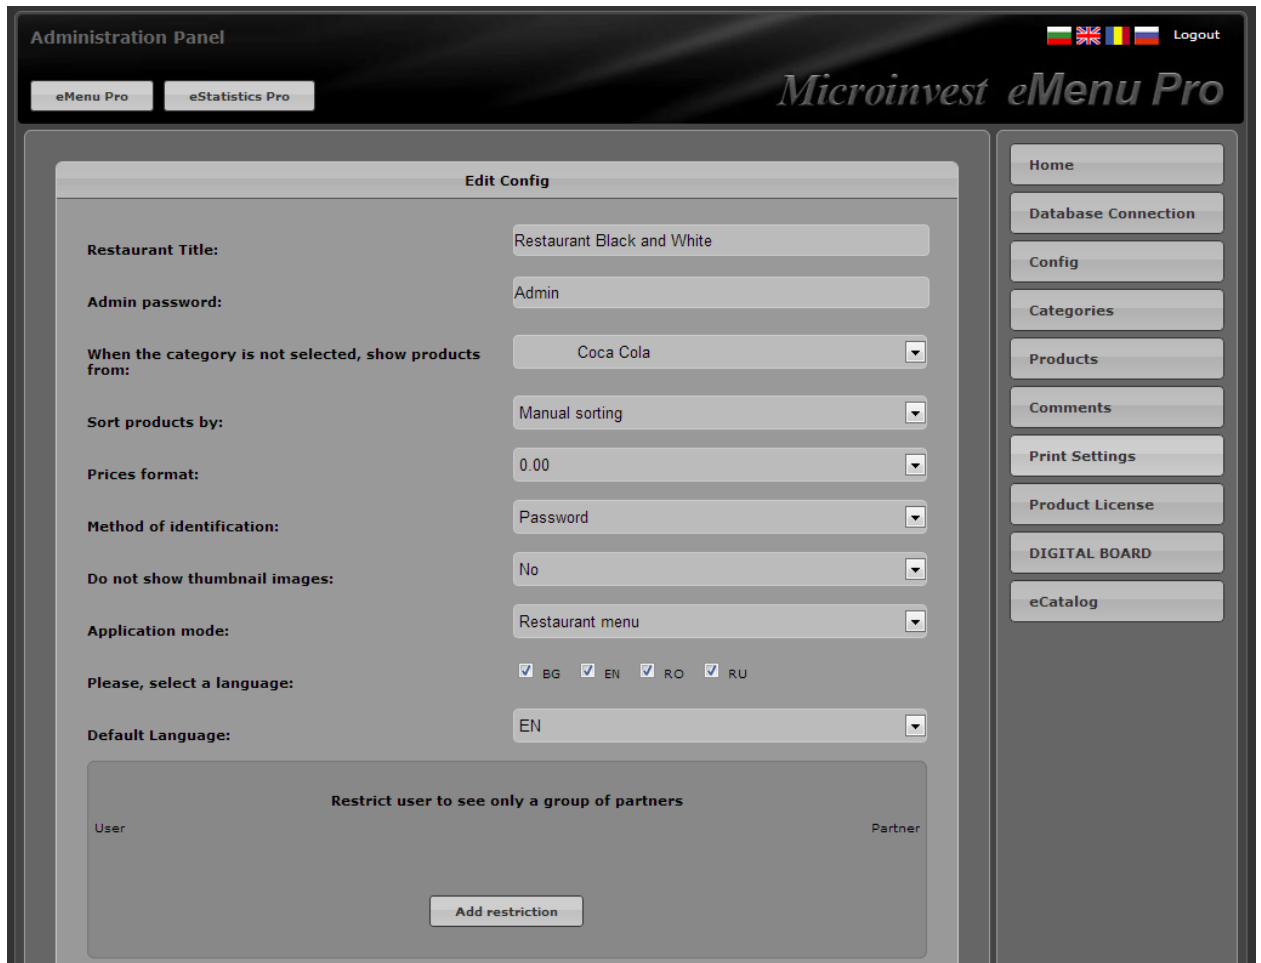 Administration Panel
Logout
eMenu Pro
eStatistics Pro
Microinvest eMenu Pro
Edit Config
Restaurant Title:
Restaurant Black and White
Admin password:
Admin
When the category is not selected, show products
from:
Coca Cola
Sort products by:
Manual sorting
Prices format:
0.00
Method of identification:
Password
Do not show thumbnail images:
No
Application mode:
Restaurant menu
Please, select a language:
BG EN RO RU
Default Language:
EN
Restrict user to see only a group of partners
User
Partner
Add restriction
Home
Database Connection
Config
Categories
Products
Comments
Print Settings
Product License
DIGITAL BOARD
eCatalog